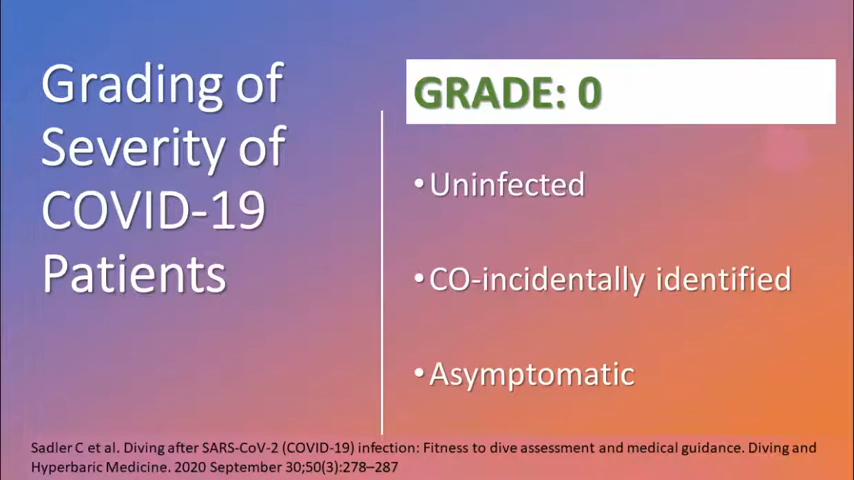 Grading of
Severity of
COVID-19
Patients
GRADE: 0
•Uninfected
•CO-incidentally identified
•Asymptomatic
Sadler C et al. Diving after SARS-CoV-2 (COVID-19) infection: Fitness to dive assessment and medical guidance. Diving and
Hyperbaric Medicine. 2020 September 30;50(3):278–287